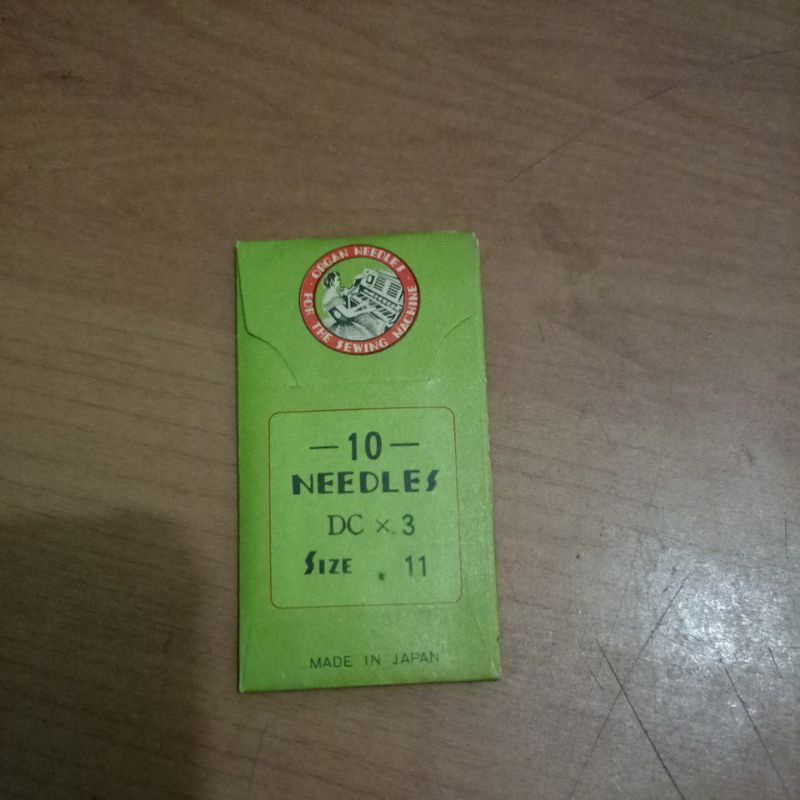 ORGAN NEEDLES
FOR THE SEWING MACHINE
—10—
NEEDLES
DC × 3
SIZE 11
MADE IN JAPAN